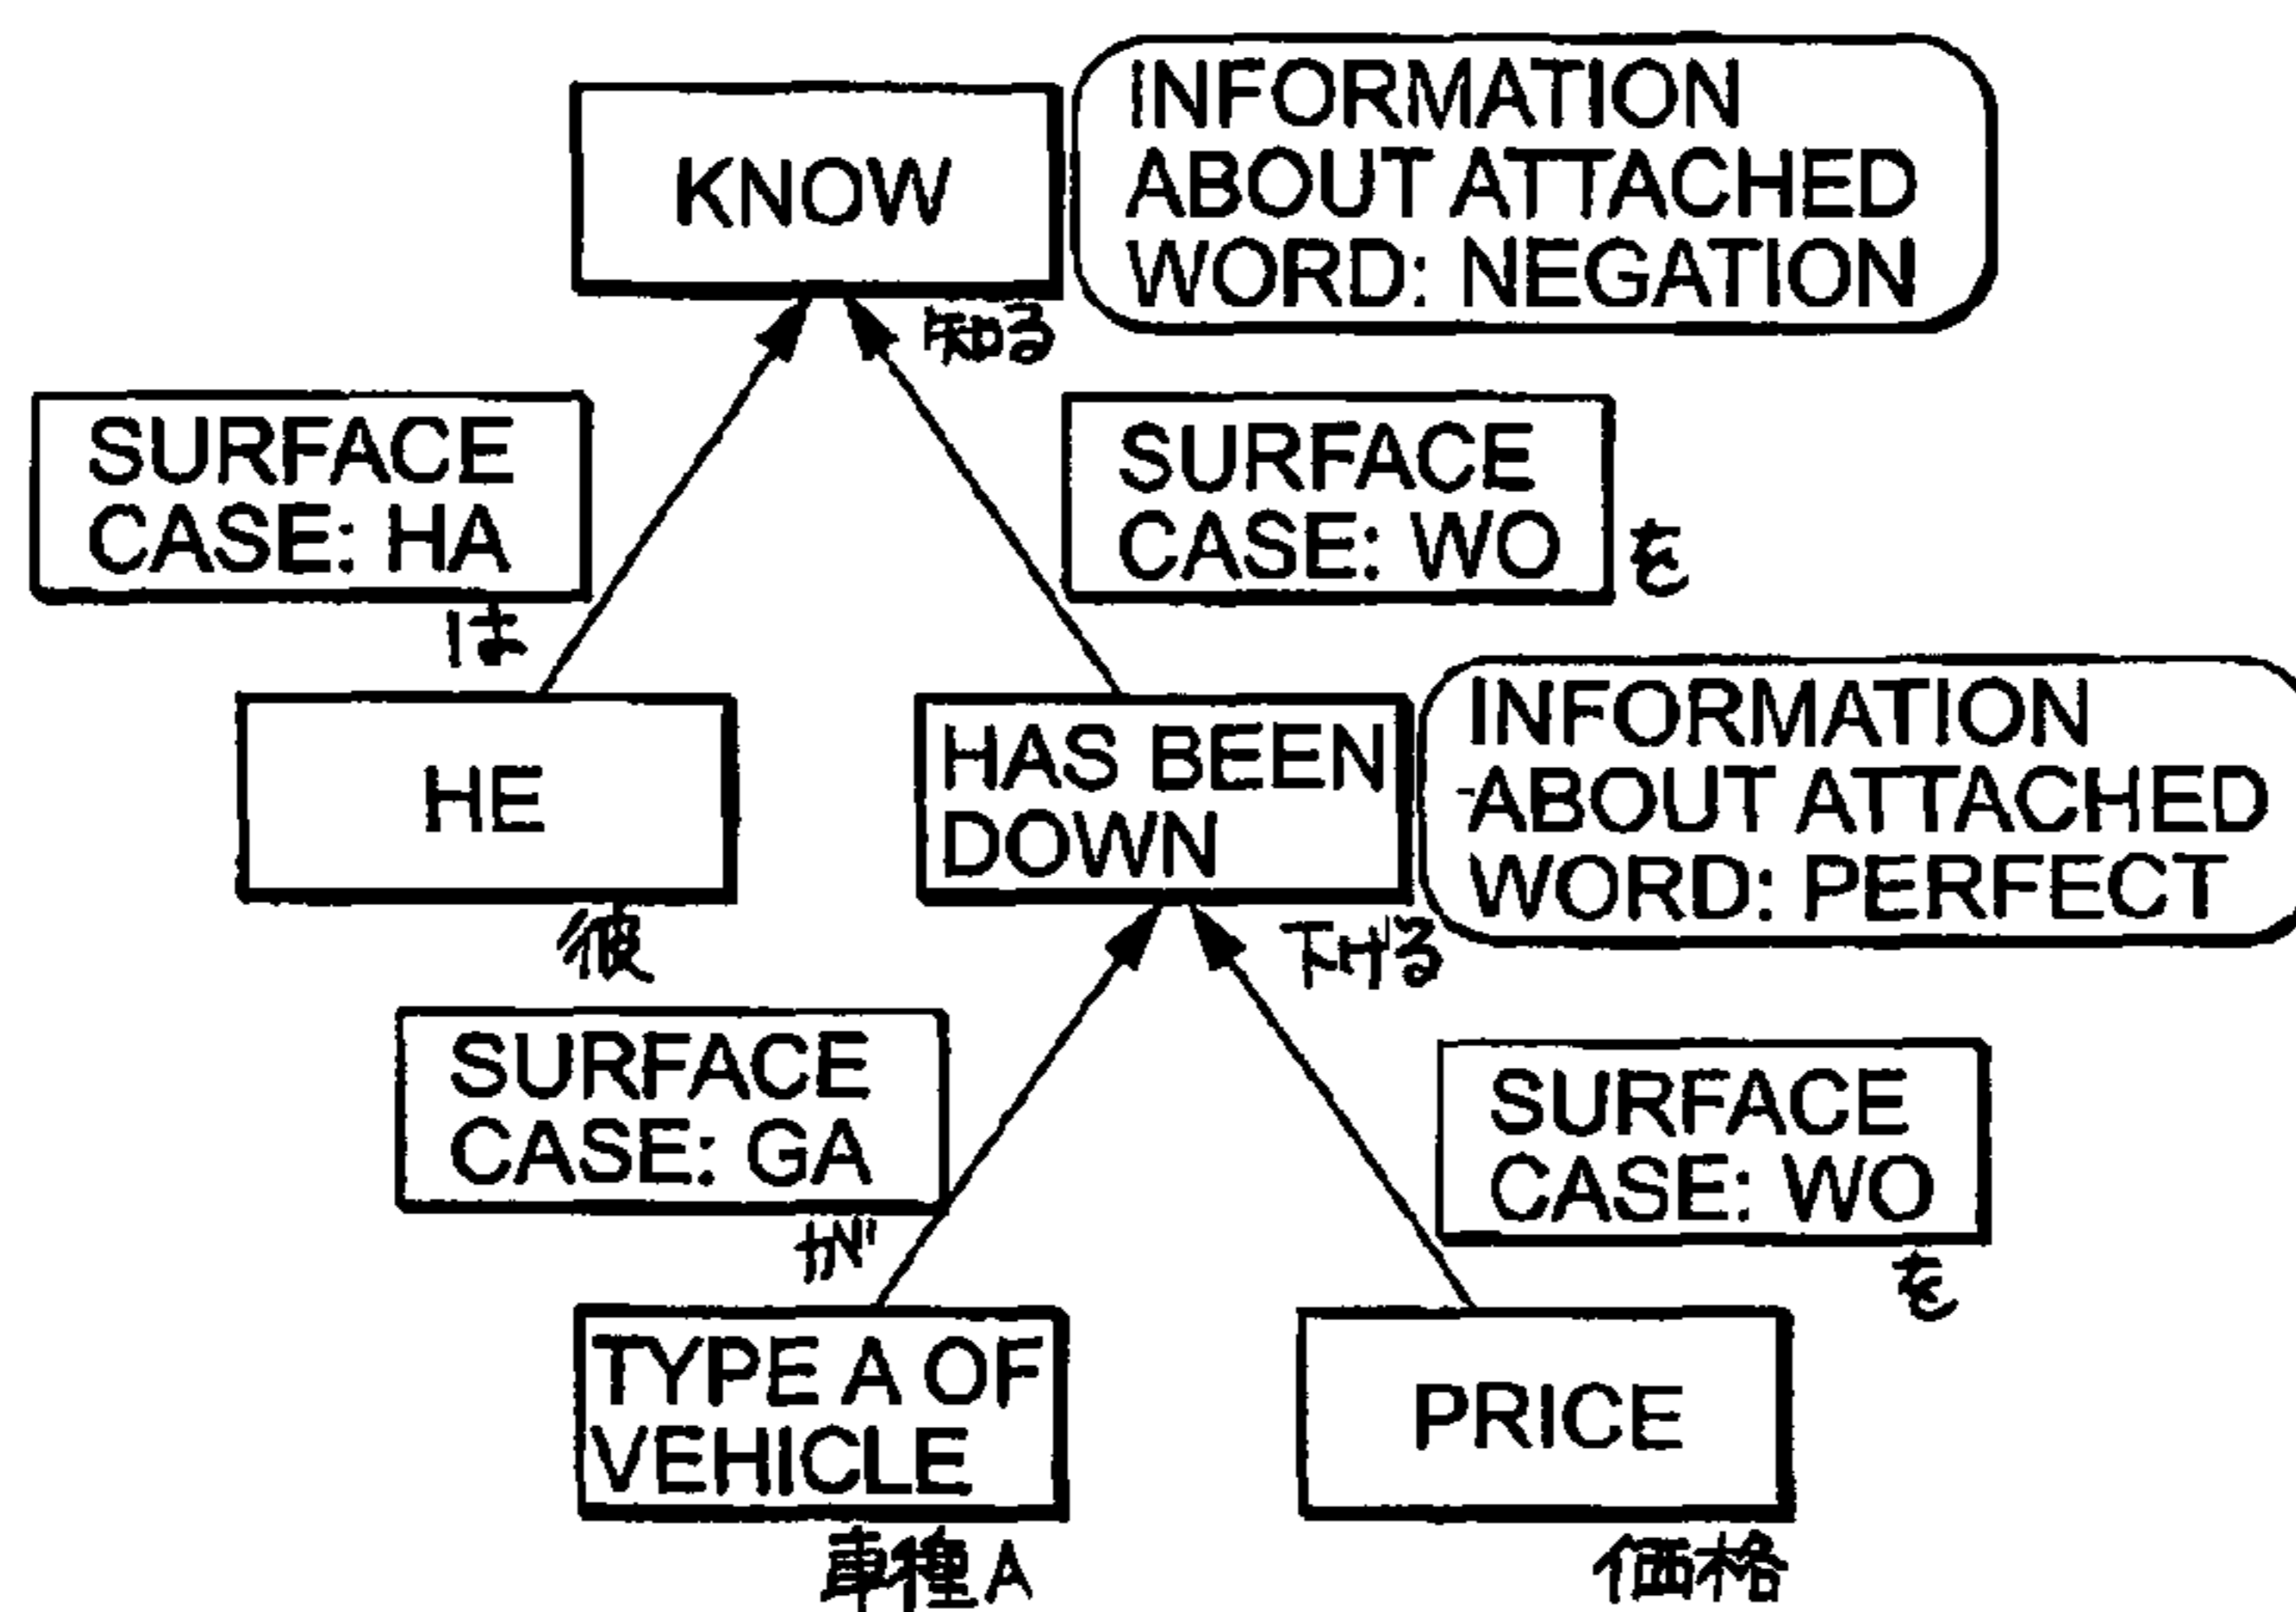 KNOW
知る
INFORMATION
ABOUT ATTACHED
WORD: NEGATION
SURFACE
CASE: HA
は
SURFACE
CASE: WO
を
HE
彼
HAS BEEN
DOWN
下げる
INFORMATION
ABOUT ATTACHED
WORD: PERFECT
SURFACE
CASE: GA
が
SURFACE
CASE: WO
を
TYPE A OF
VEHICLE
車種A
PRICE
価格